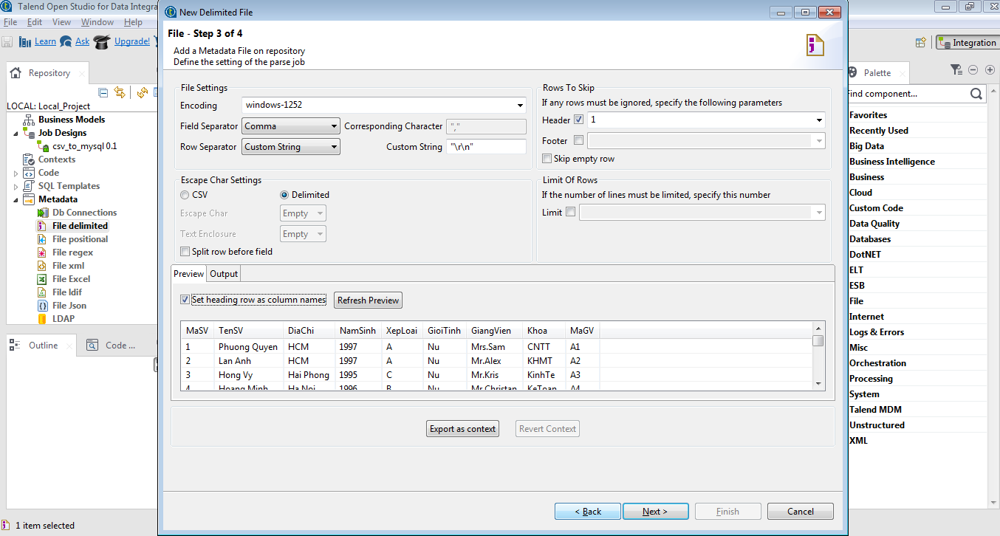 Talend Open Studio for Data Integra
File Edit View Window Help
Learn Ask Upgrade!
Repository
LOCAL: Local_Project
Business Models
Job Designs
csv_to_mysql 0.1
Contexts
Code
SQL Templates
Metadata
Db Connections
File delimited
File positional
File regex
File xml
File Excel
File ldif
File Json
LDAP
Outline Code ...
1 item selected
New Delimited File
File - Step 3 of 4
Add a Metadata File on repository
Define the setting of the parse job
File Settings
Encoding windows-1252
Field Separator Comma Corresponding Character ","
Row Separator Custom String Custom String "\r\n"
Rows To Skip
If any rows must be ignored, specify the following parameters
Header 1
Footer
Skip empty row
Escape Char Settings
CSV Delimited
Escape Char Empty
Text Enclosure Empty
Split row before field
Limit Of Rows
If the number of lines must be limited, specify this number
Limit
Preview Output
Set heading row as column names Refresh Preview
MaSV TenSV DiaChi NamSinh XepLoai GioiTinh GiangVien Khoa MaGV
1 Phuong Quyen HCM 1997 A Nu Mrs.Sam CNTT A1
2 Lan Anh HCM 1997 A Nu Mr.Alex KHMT A2
3 Hong Vy Hai Phong 1995 C Nu Mr.Kris KinhTe A3
4 Hoang Minh Ha Noi 1996 B Nu Mr.Christan KeToan A4
Export as context Revert Context
< Back Next > Finish Cancel
Integration
Palette
Find component...
Favorites
Recently Used
Big Data
Business Intelligence
Business
Cloud
Custom Code
Data Quality
Databases
DotNET
ELT
ESB
File
Internet
Logs & Errors
Misc
Orchestration
Processing
System
Talend MDM
Unstructured
XML